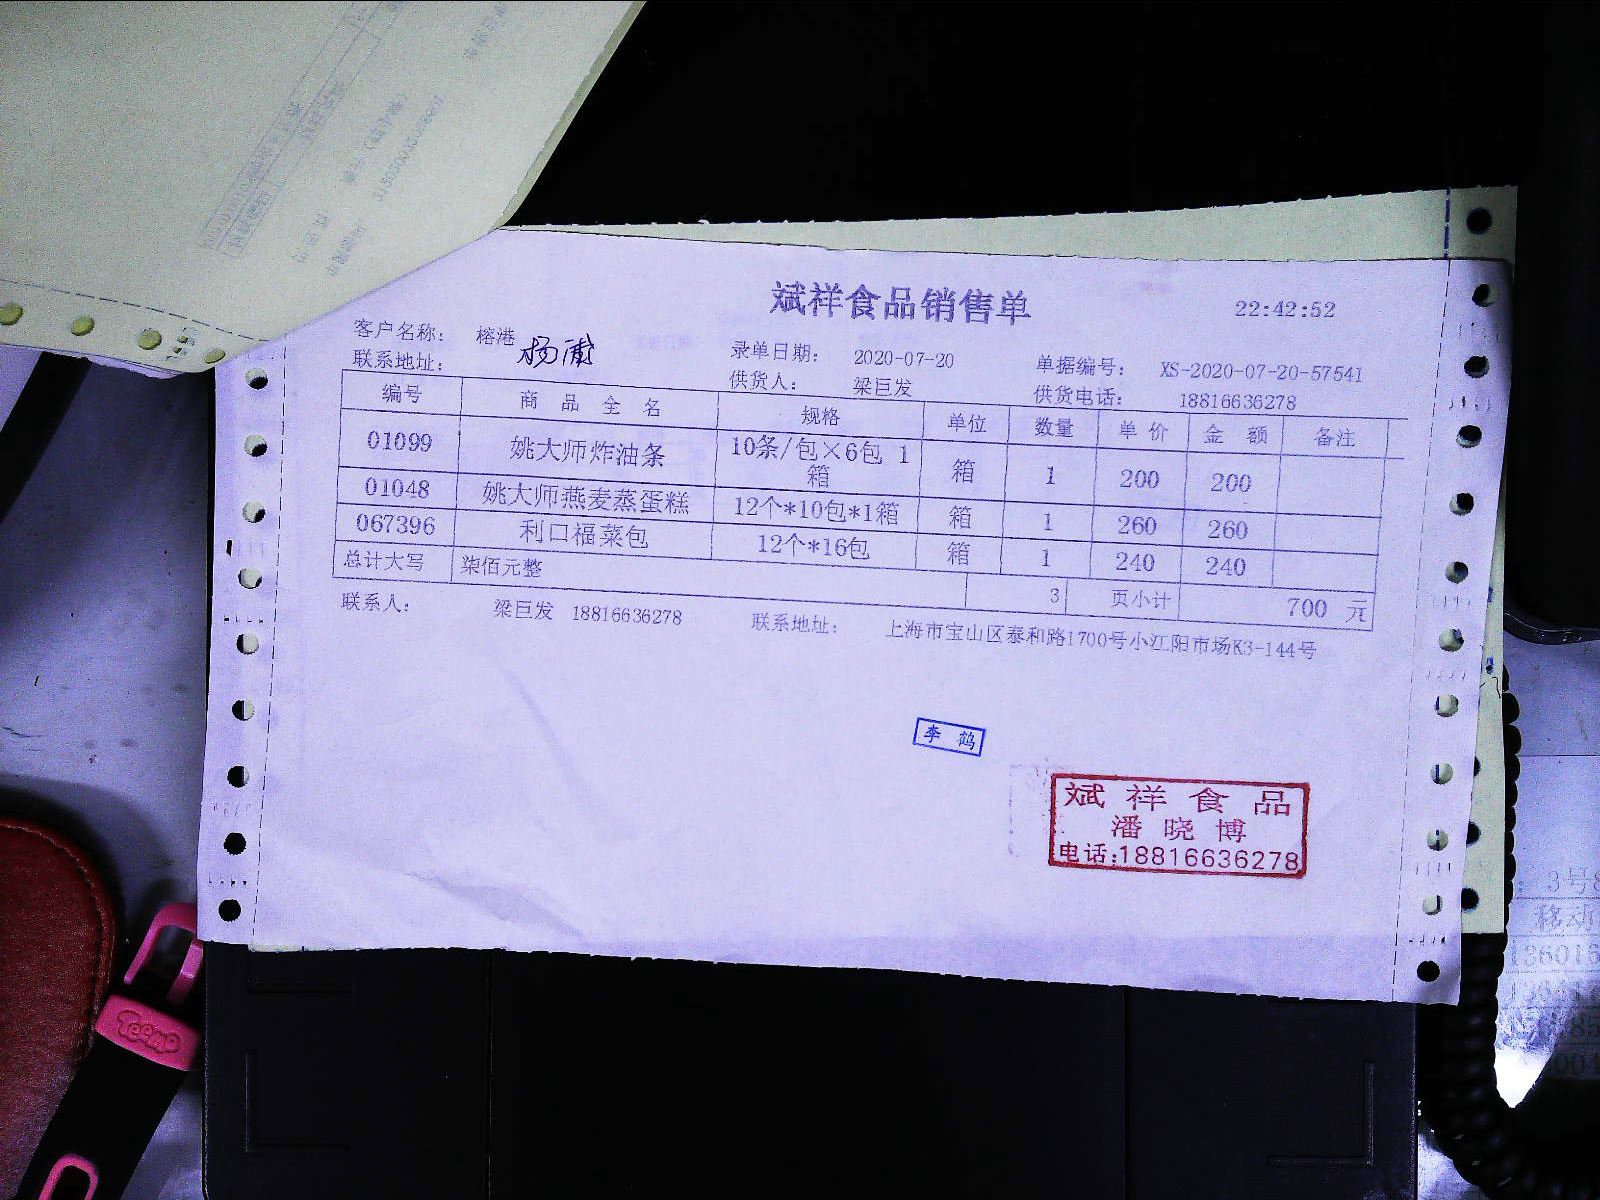 斌祥食品销售单
22:42:52
客户名称: 榕港 杨浦
录单日期: 2020-07-20
单据编号: XS-2020-07-20-57541
联系地址:
供货人: 梁巨发
供货电话: 18816636278
编号 商品全名 规格 单位 数量 单价 金额 备注
01099 姚大师炸油条 10条/包×6包 1箱 箱 1 200 200
01048 姚大师燕麦蒸蛋糕 12个*10包*1箱 箱 1 260 260
067396 利口福菜包 12个*16包 箱 1 240 240
总计大写 柒佰元整 3 页小计 700 元
联系人: 梁巨发 18816636278 联系地址: 上海市宝山区泰和路1700号小江阳市场K3-144号
李鹤
斌祥食品
潘晓博
电话:18816636278
Teemo
移动